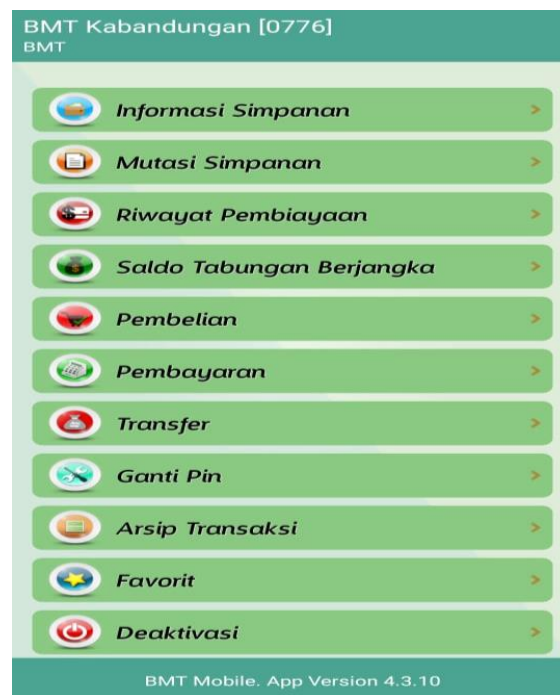 BMT Kabandungan [0776]
BMT
Informasi Simpanan
Mutasi Simpanan
Riwayat Pembiayaan
Saldo Tabungan Berjangka
Pembelian
Pembayaran
Transfer
Ganti Pin
Arsip Transaksi
Favorit
Deaktivasi
BMT Mobile. App Version 4.3.10